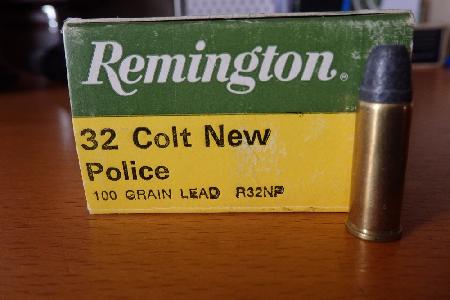 Remington®
32 Colt New
Police
100 GRAIN LEAD R32NP